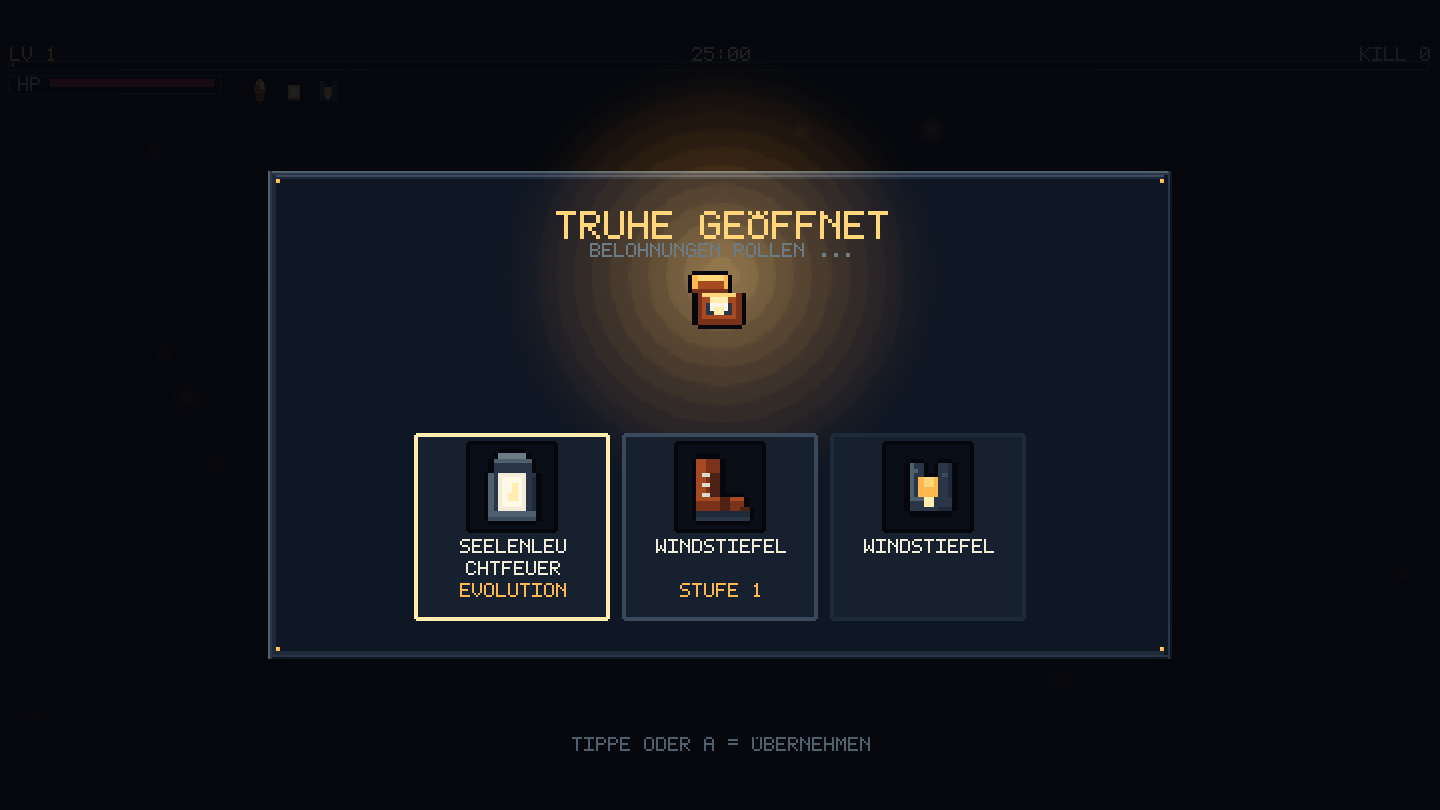 LV 1
25:00
KILL 0
HP
TRUHE GEÖFFNET
BELOHNUNGEN ROLLEN ...
SEELENLEU
CHTFEUER
EVOLUTION
WINDSTIEFEL
STUFE 1
WINDSTIEFEL
TIPPE ODER A = ÜBERNEHMEN